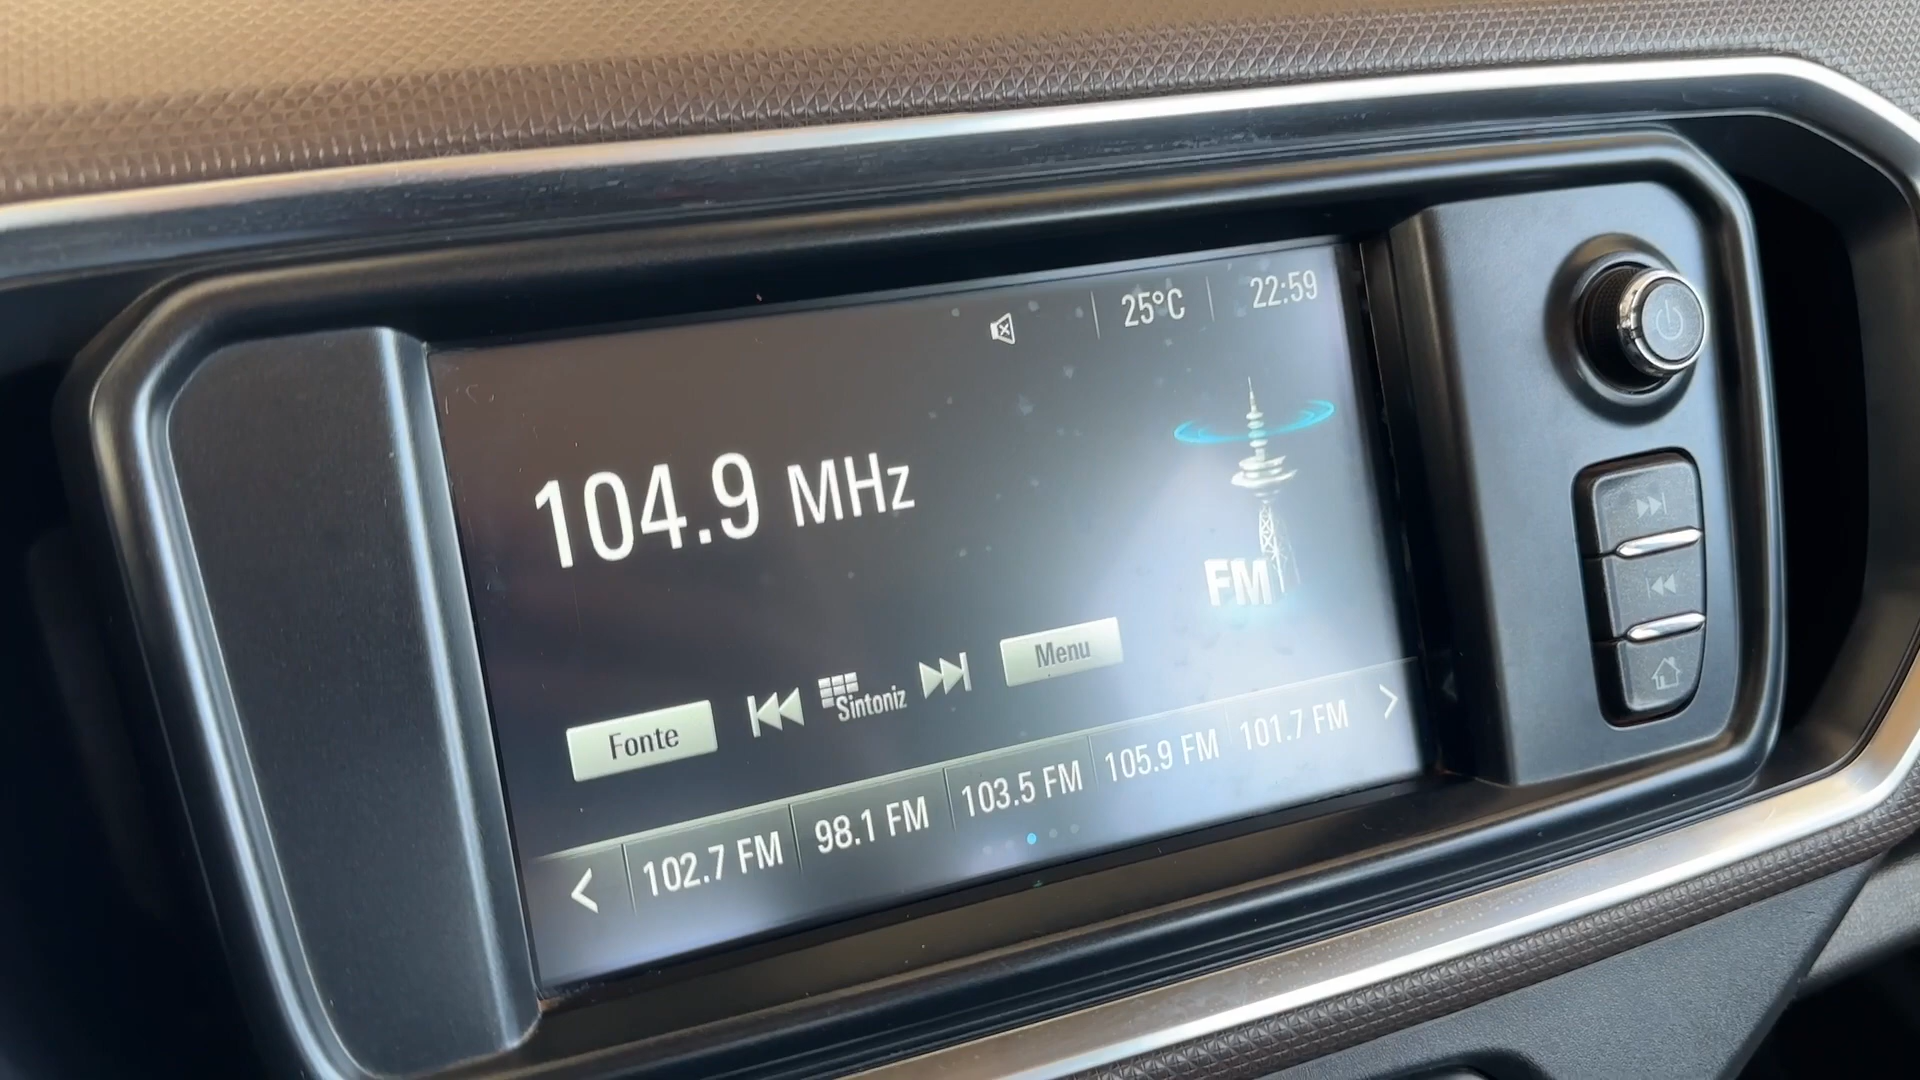 25°C 22:59
104.9 MHz
FM
Fonte Sintoniz Menu
102.7 FM 98.1 FM 103.5 FM 105.9 FM 101.7 FM